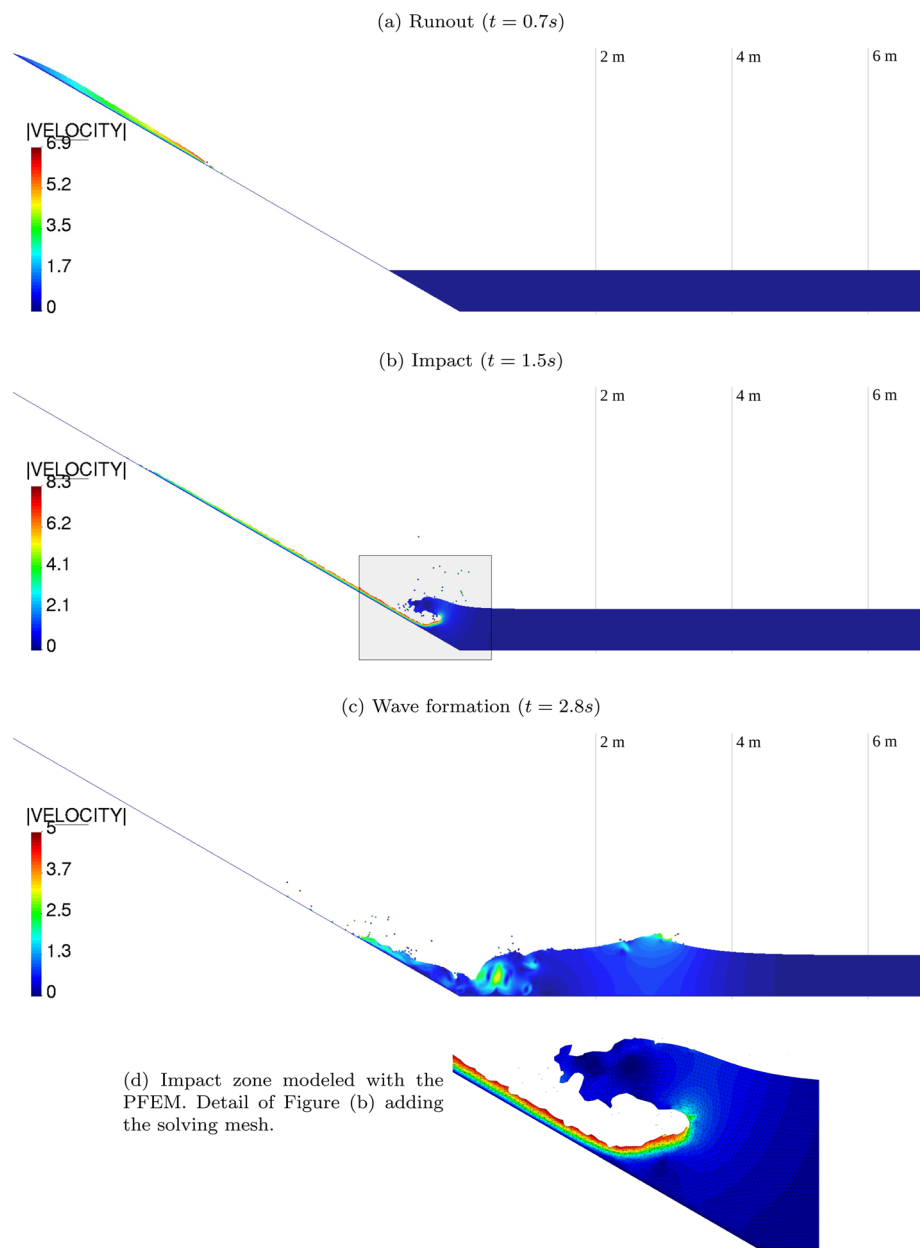 (a) Runout (t = 0.7s)
2 m
4 m
6 m
|VELOCITY|
6.9
5.2
3.5
1.7
0
(b) Impact (t = 1.5s)
2 m
4 m
6 m
|VELOCITY|
8.3
6.2
4.1
2.1
0
(c) Wave formation (t = 2.8s)
2 m
4 m
6 m
|VELOCITY|
5
3.7
2.5
1.3
0
(d) Impact zone modeled with the
PFEM. Detail of Figure (b) adding
the solving mesh.